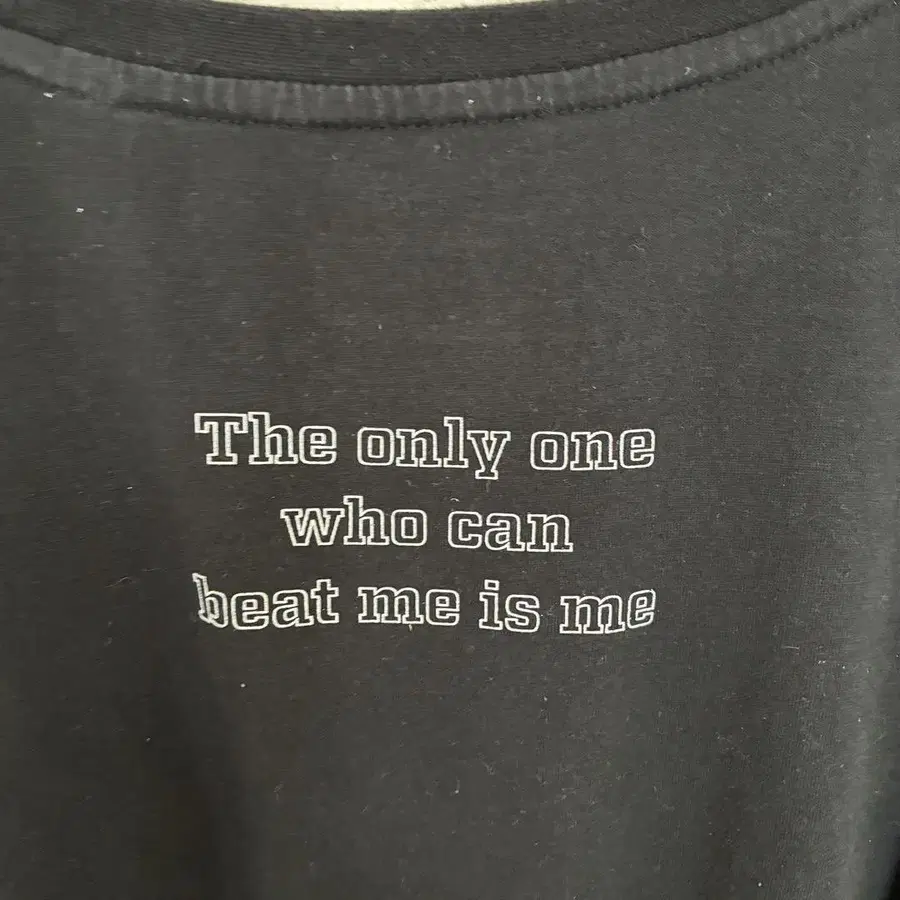 The only one
who can
beat me is me